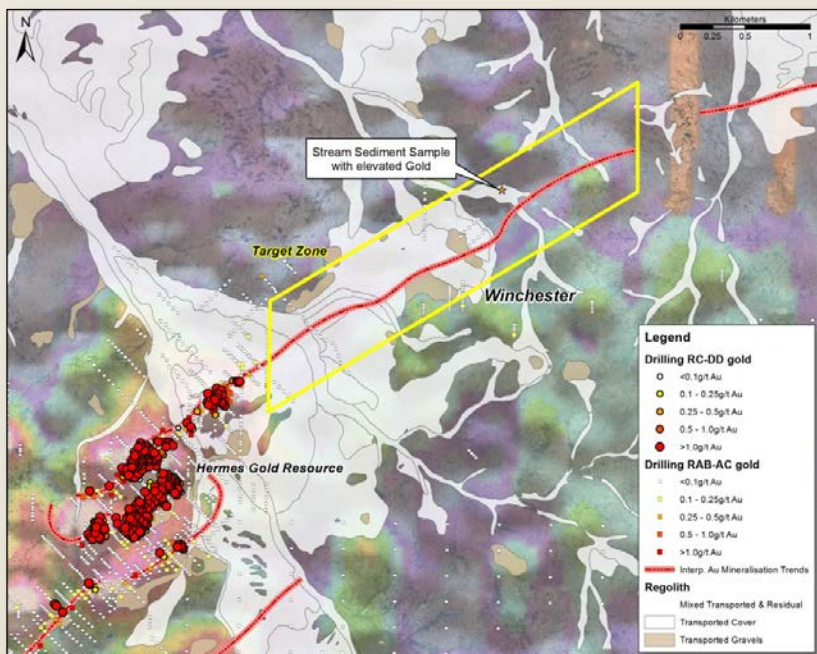 N
Kilometers
0 0.25 0.5 1
Stream Sediment Sample
with elevated Gold
Target Zone
Winchester
Hermes Gold Resource
Legend
Drilling RC-DD gold
<0.1g/t Au
0.1 - 0.25g/t Au
0.25 - 0.5g/t Au
0.5 - 1.0g/t Au
>1.0g/t Au
Drilling RAB-AC gold
<0.1g/t Au
0.1 - 0.25g/t Au
0.25 - 0.5g/t Au
0.5 - 1.0g/t Au
>1.0g/t Au
Interp. Au Mineralisation Trends
Regolith
Mixed Transported & Residual
Transported Cover
Transported Gravels